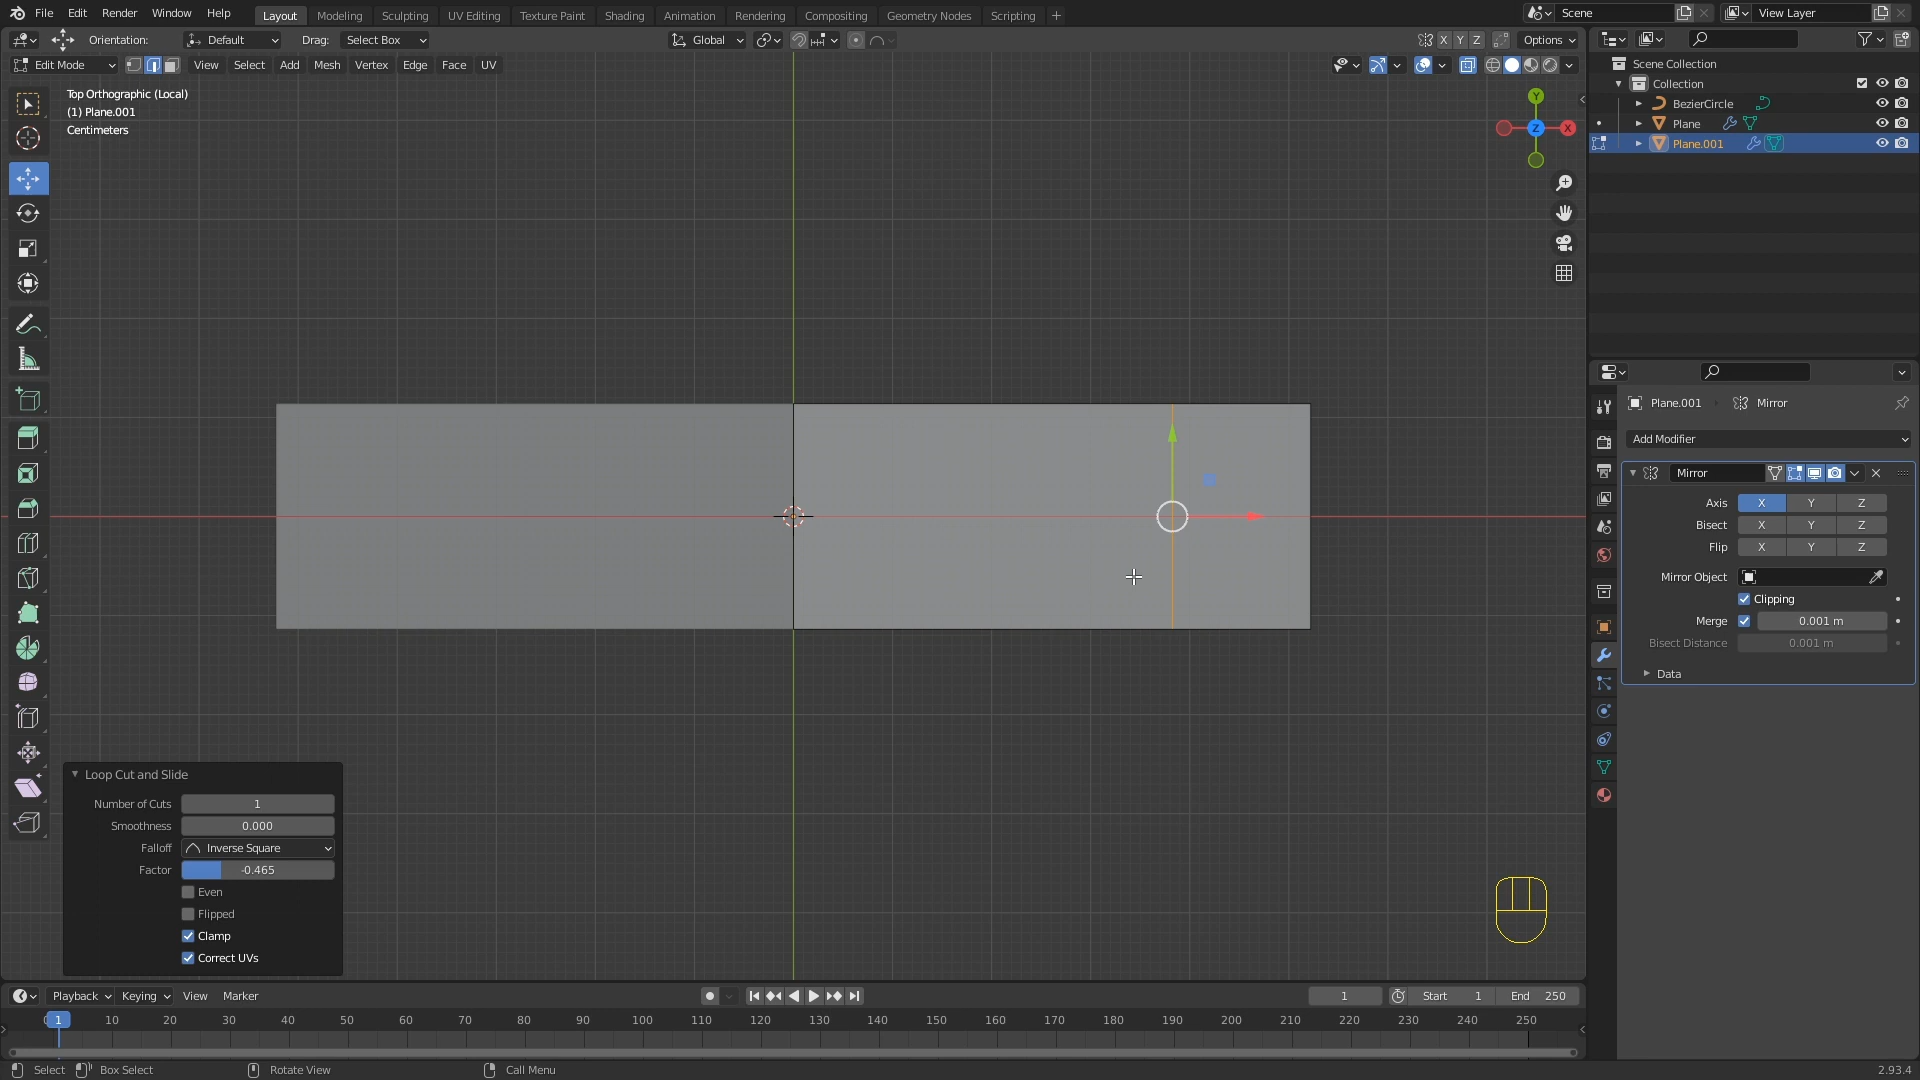 File Edit Render Window Help Layout Modeling Sculpting UV Editing Texture Paint Shading Animation Rendering Compositing Geometry Nodes Scripting + Scene View Layer
Orientation: Default Drag: Select Box Global X Y Z Options
Edit Mode View Select Add Mesh Vertex Edge Face UV
Top Orthographic (Local)
(1) Plane.001
Centimeters
Y
X
Z
Scene Collection
Collection
BezierCircle
Plane
Plane.001
Plane.001 Mirror
Add Modifier
Mirror
Axis X Y Z
Bisect X Y Z
Flip X Y Z
Mirror Object
Clipping
Merge 0.001 m
Bisect Distance 0.001 m
Data
Loop Cut and Slide
Number of Cuts 1
Smoothness 0.000
Falloff Inverse Square
Factor -0.465
Even
Flipped
Clamp
Correct UVs
Playback Keying View Marker 1 Start 1 End 250
1 10 20 30 40 50 60 70 80 90 100 110 120 130 140 150 160 170 180 190 200 210 220 230 240 250
Select Box Select Rotate View Call Menu 2.93.4